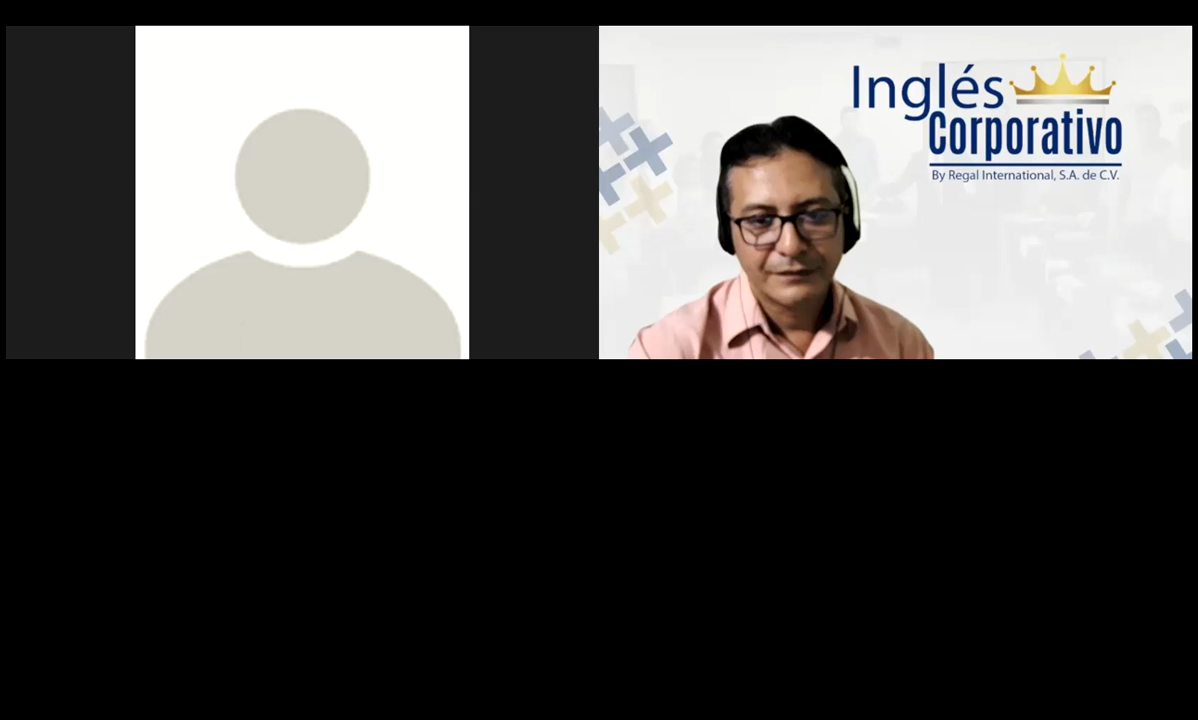 Inglés
Corporativo
By Regal International, S.A. de C.V.